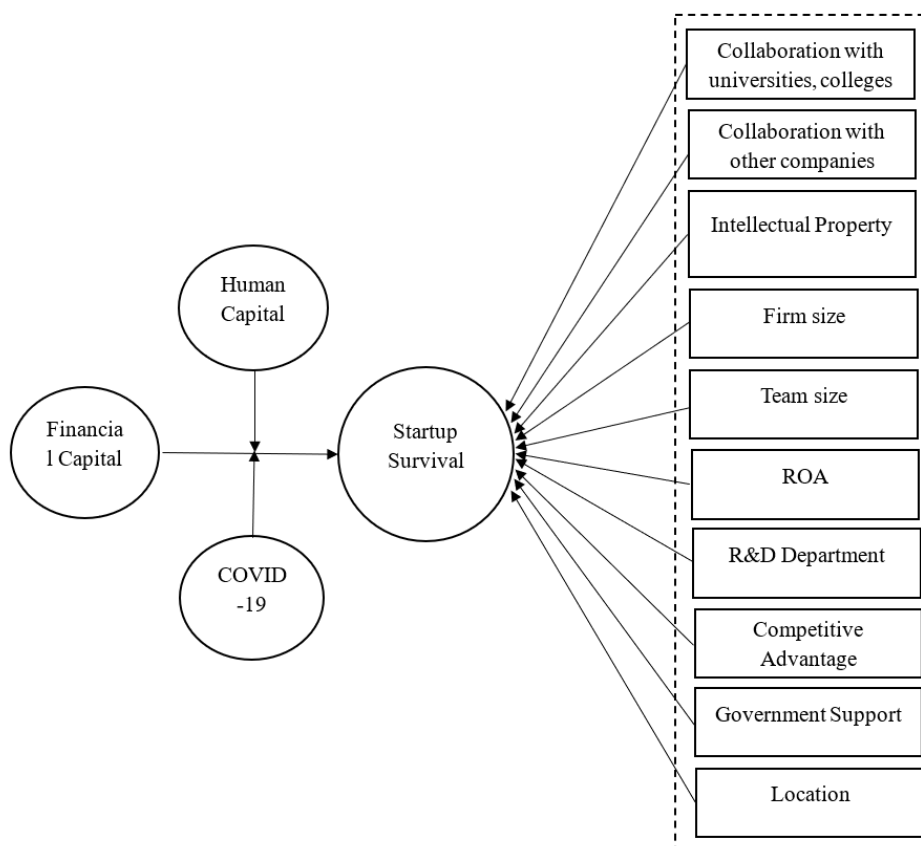 Human
Capital
Financia
l Capital
COVID
-19
Startup
Survival
Collaboration with
universities, colleges
Collaboration with
other companies
Intellectual Property
Firm size
Team size
ROA
R&D Department
Competitive
Advantage
Government Support
Location